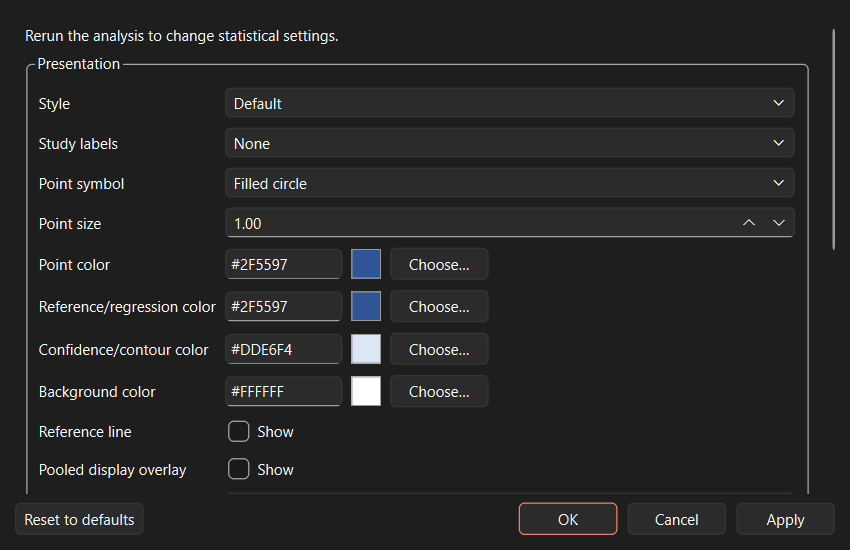 Rerun the analysis to change statistical settings.
Presentation
Style Default
Study labels None
Point symbol Filled circle
Point size 1.00
Point color #2F5597 Choose...
Reference/regression color #2F5597 Choose...
Confidence/contour color #DDE6F4 Choose...
Background color #FFFFFF Choose...
Reference line Show
Pooled display overlay Show
Reset to defaults OK Cancel Apply